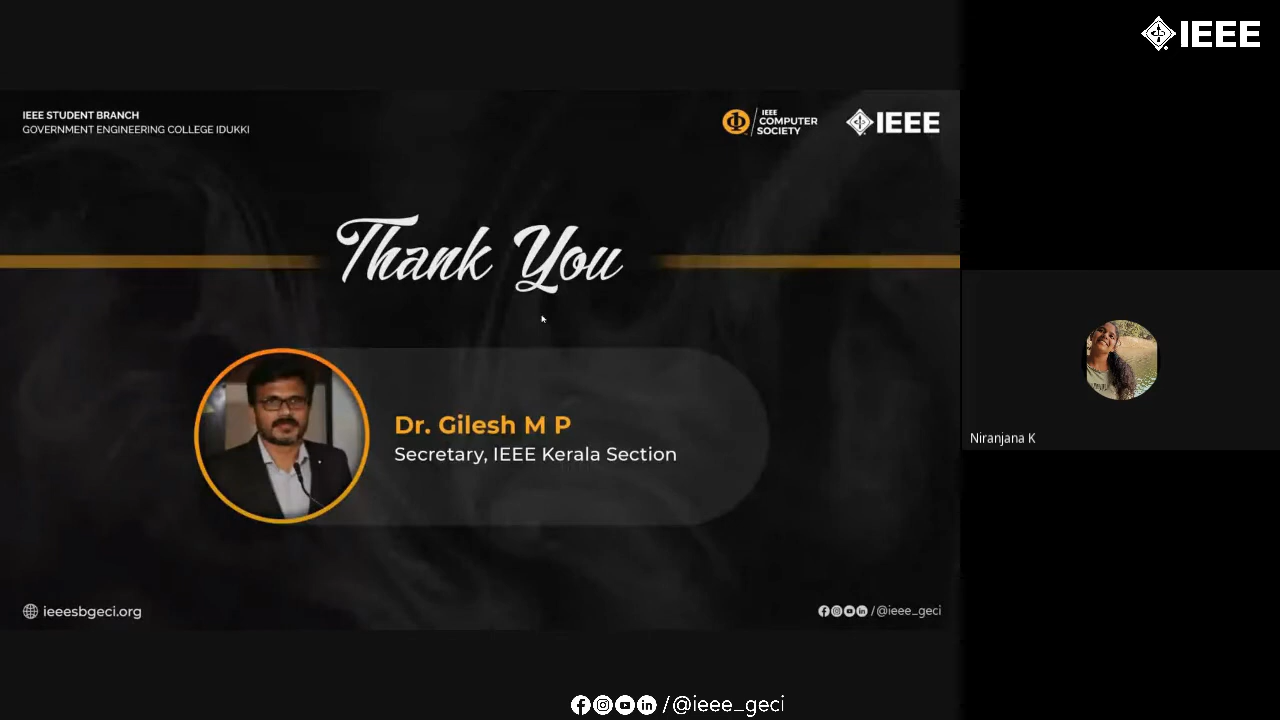 IEEE
IEEE STUDENT BRANCH
GOVERNMENT ENGINEERING COLLEGE IDUKKI
IEEE
COMPUTER
SOCIETY
IEEE
Thank You
Dr. Gilesh M P
Secretary, IEEE Kerala Section
Niranjana K
ieeesbgeci.org
/@ieee_geci
/@ieee_geci